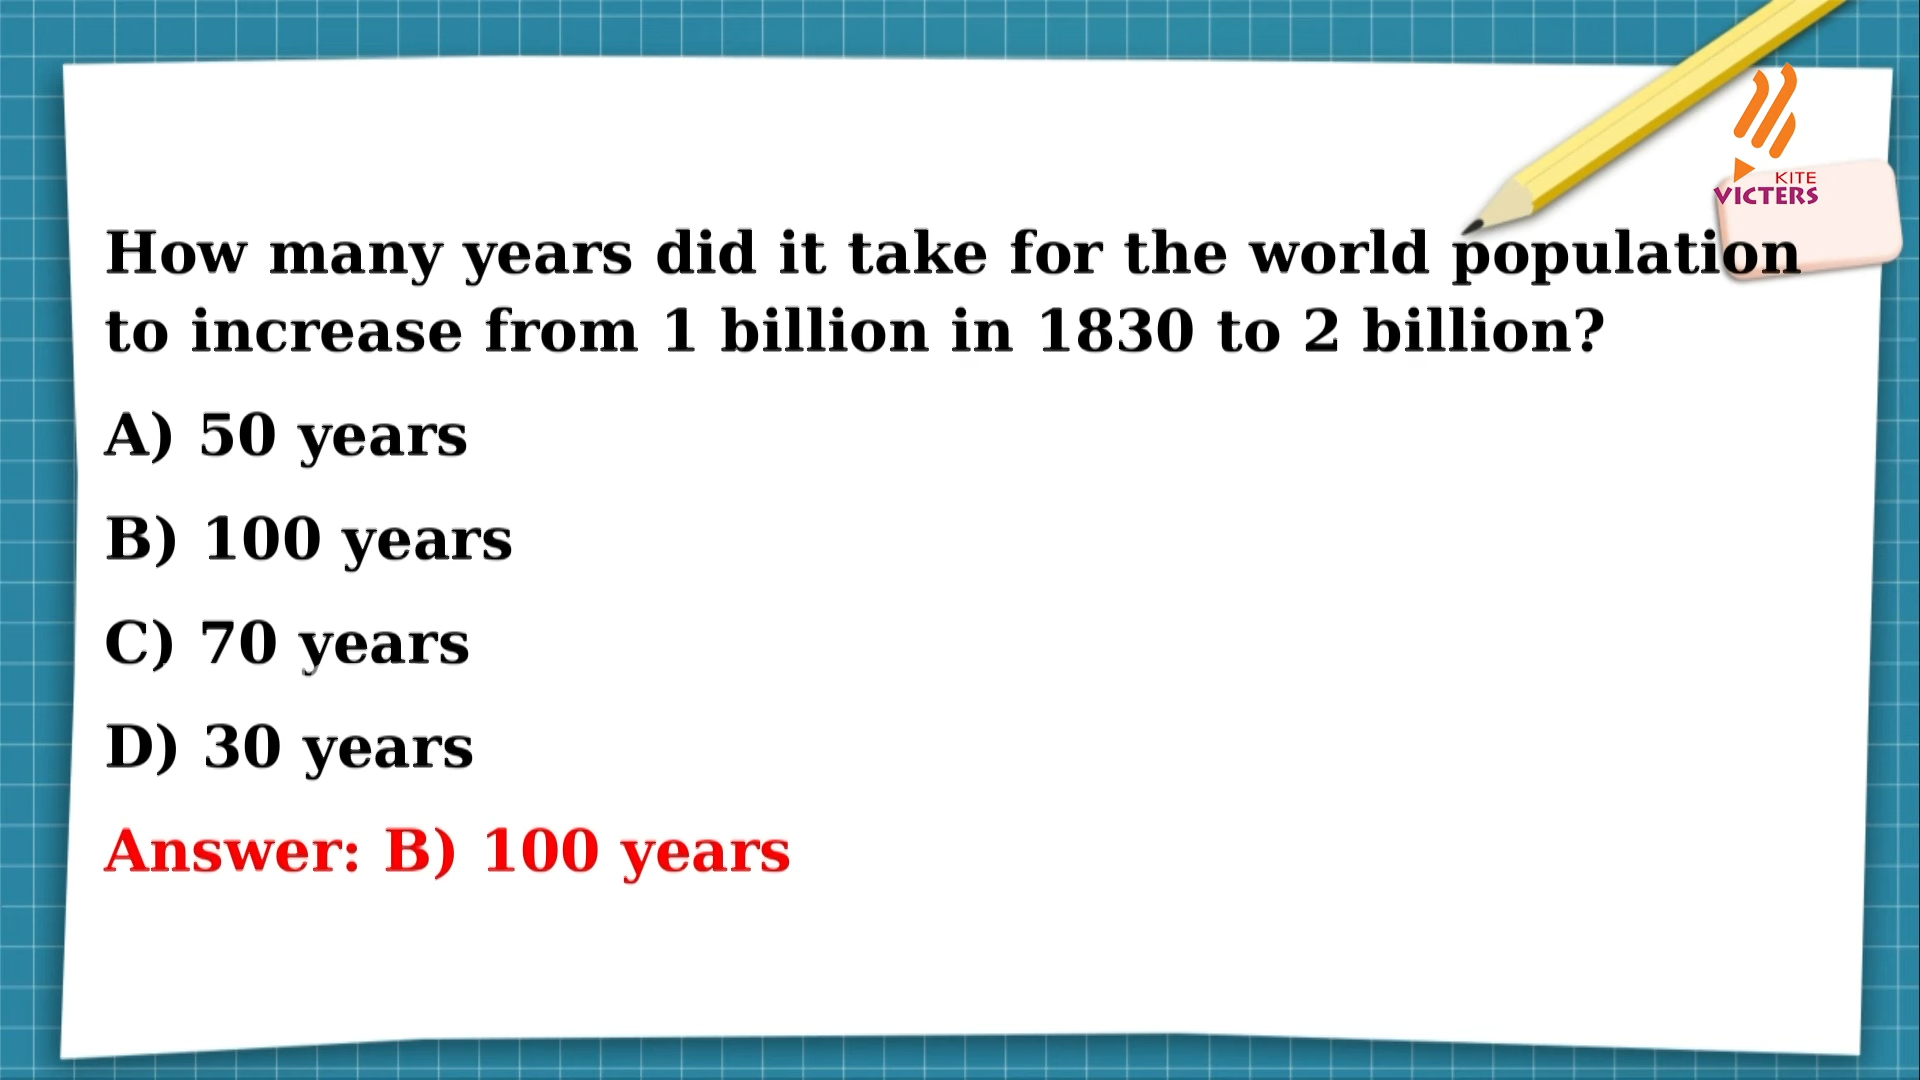 KITE
VICTERS
How many years did it take for the world population
to increase from 1 billion in 1830 to 2 billion?
A) 50 years
B) 100 years
C) 70 years
D) 30 years
Answer: B) 100 years